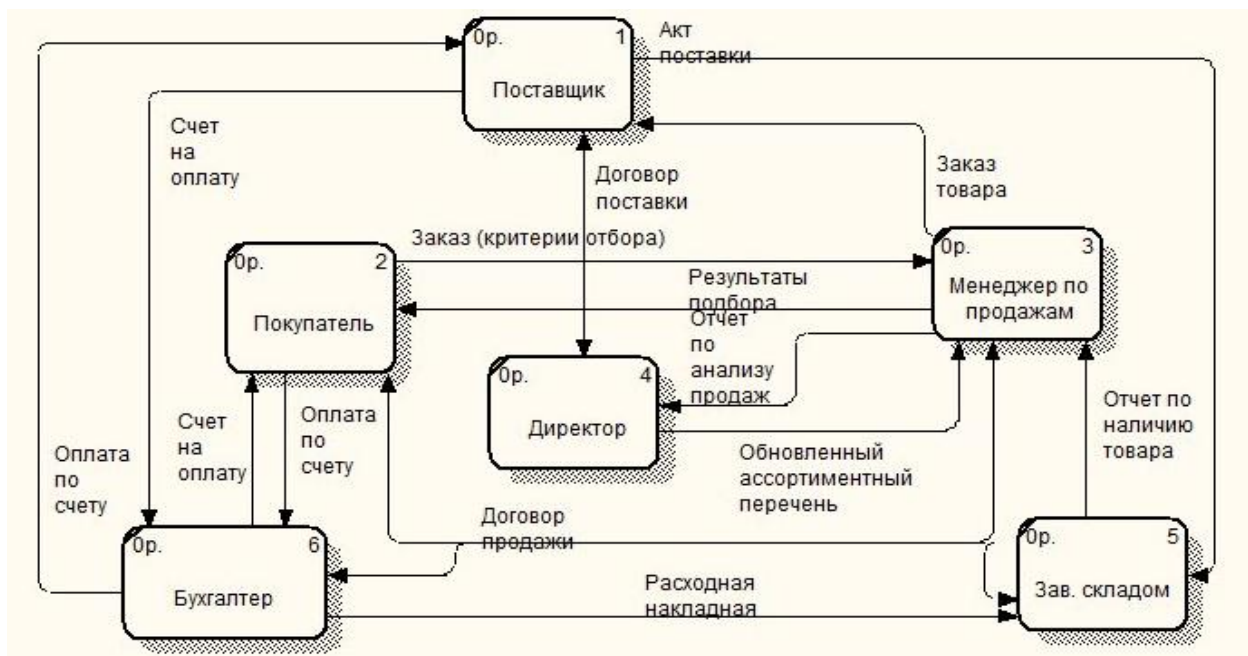 0р. 1
Поставщик
Акт
поставки
Счет
на
оплату
Договор
поставки
Заказ
товара
Заказ (критерии отбора)
0р. 2
Покупатель
0р. 3
Менеджер по
продажам
Результаты
подбора
Отчет
по
анализу
продаж
0р. 4
Директор
Оплата
по
счету
Счет
на
оплату
Оплата
по
счету
Обновленный
ассортиментный
перечень
Отчет по
наличию
товара
Договор
продажи
0р. 6
Бухгалтер
Расходная
накладная
0р. 5
Зав. складом